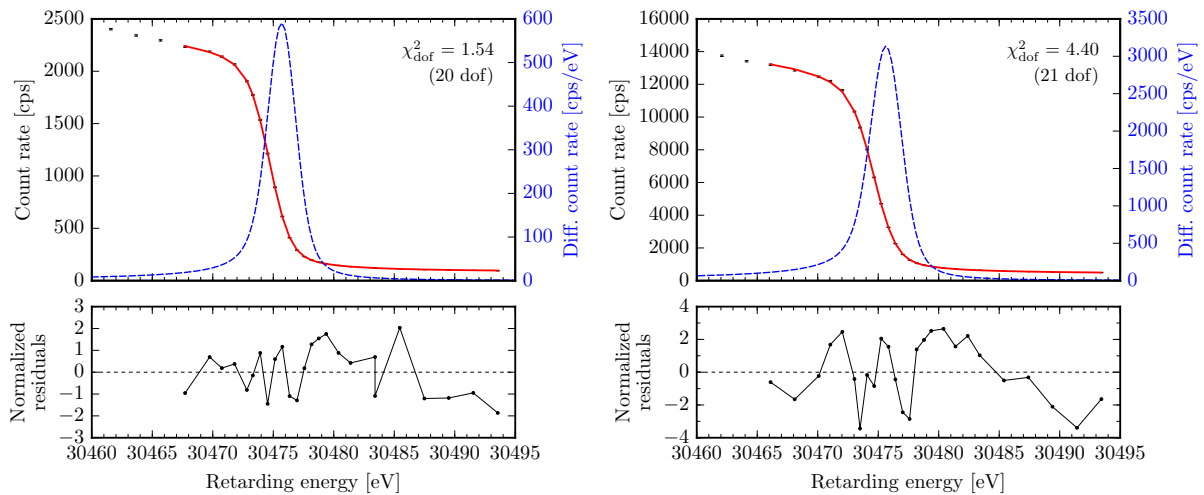 2500
2000
1500
1000
500
0
Count rate [cps]
χ²dof = 1.54
(20 dof)
600
500
400
300
200
100
0
Diff. count rate [cps/eV]
3
2
1
0
−1
−2
−3
Normalized
residuals
30460 30465 30470 30475 30480 30485 30490 30495
Retarding energy [eV]
16000
14000
12000
10000
8000
6000
4000
2000
0
Count rate [cps]
χ²dof = 4.40
(21 dof)
3500
3000
2500
2000
1500
1000
500
0
Diff. count rate [cps/eV]
4
2
0
−2
−4
Normalized
residuals
30460 30465 30470 30475 30480 30485 30490 30495
Retarding energy [eV]